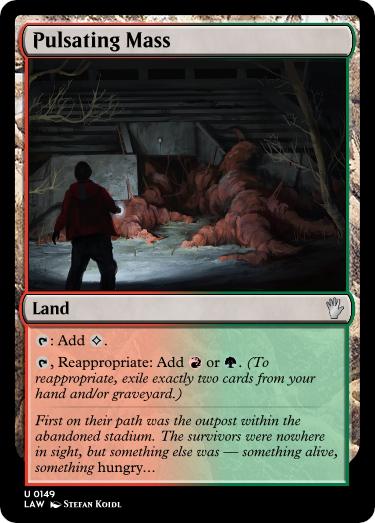 Pulsating Mass
Land
: Add .
, Reappropriate: Add or . (To
reappropriate, exile exactly two cards from your
hand and/or graveyard.)
First on their path was the outpost within the
abandoned stadium. The survivors were nowhere
in sight, but something else was — something alive,
something hungry…
U 0149
LAW Stefan Koidl